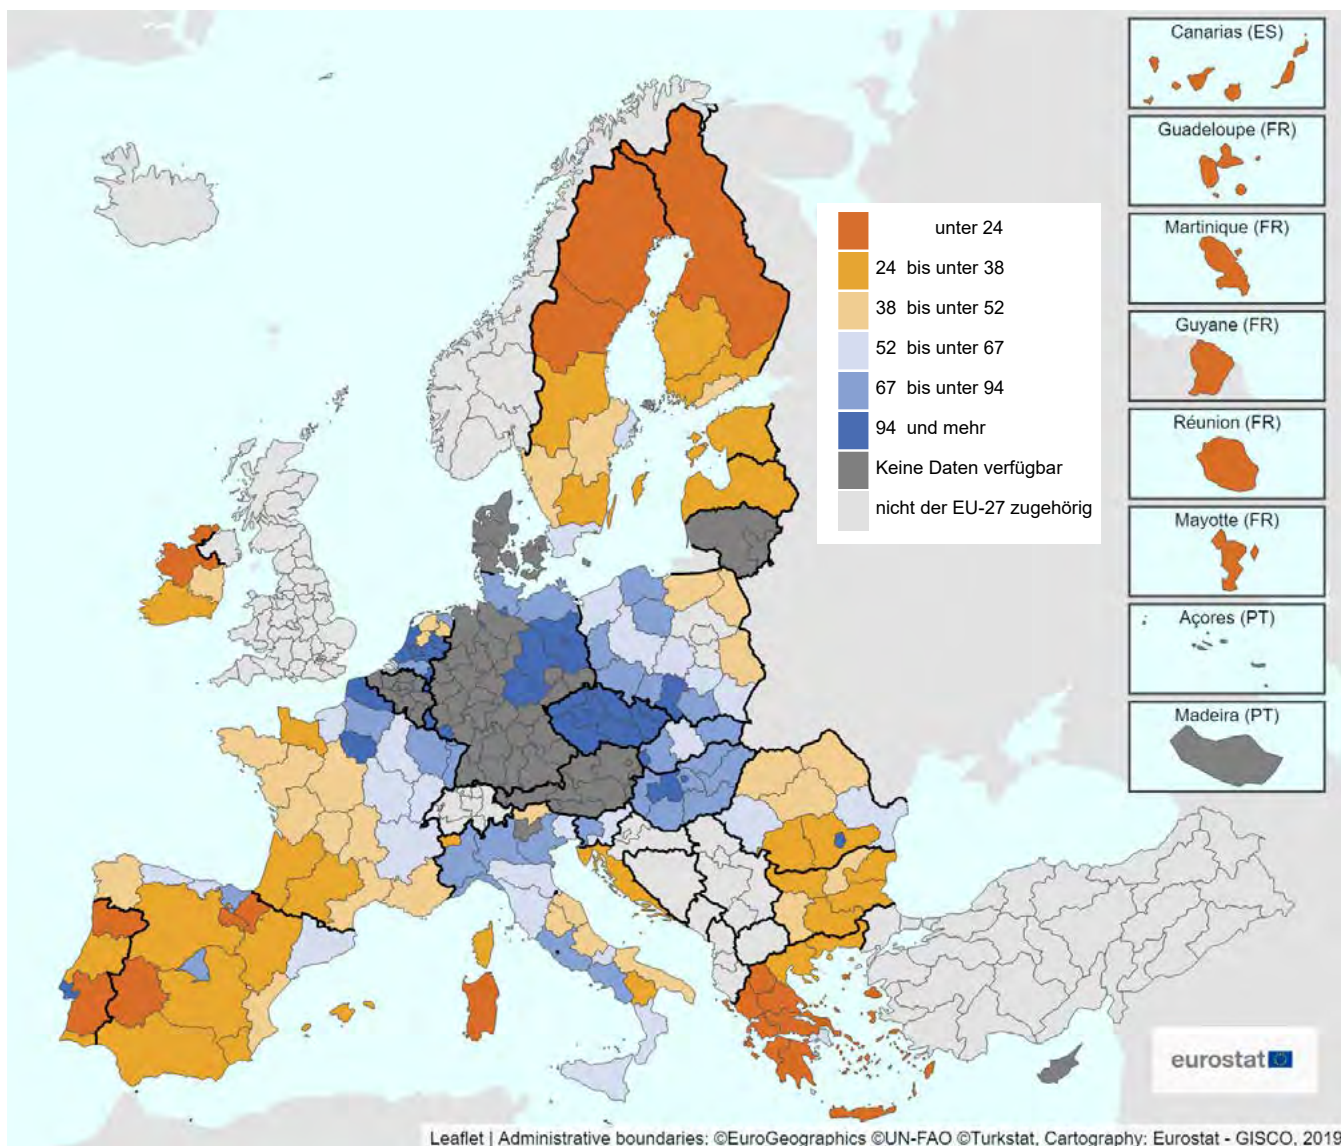 Canarias (ES)
Guadeloupe (FR)
Martinique (FR)
Guyane (FR)
Réunion (FR)
Mayotte (FR)
Açores (PT)
Madeira (PT)
unter 24
24 bis unter 38
38 bis unter 52
52 bis unter 67
67 bis unter 94
94 und mehr
Keine Daten verfügbar
nicht der EU-27 zugehörig
eurostat
Leaflet | Administrative boundaries: ©EuroGeographics ©UN-FAO ©Turkstat, Cartography: Eurostat - GISCO, 2019